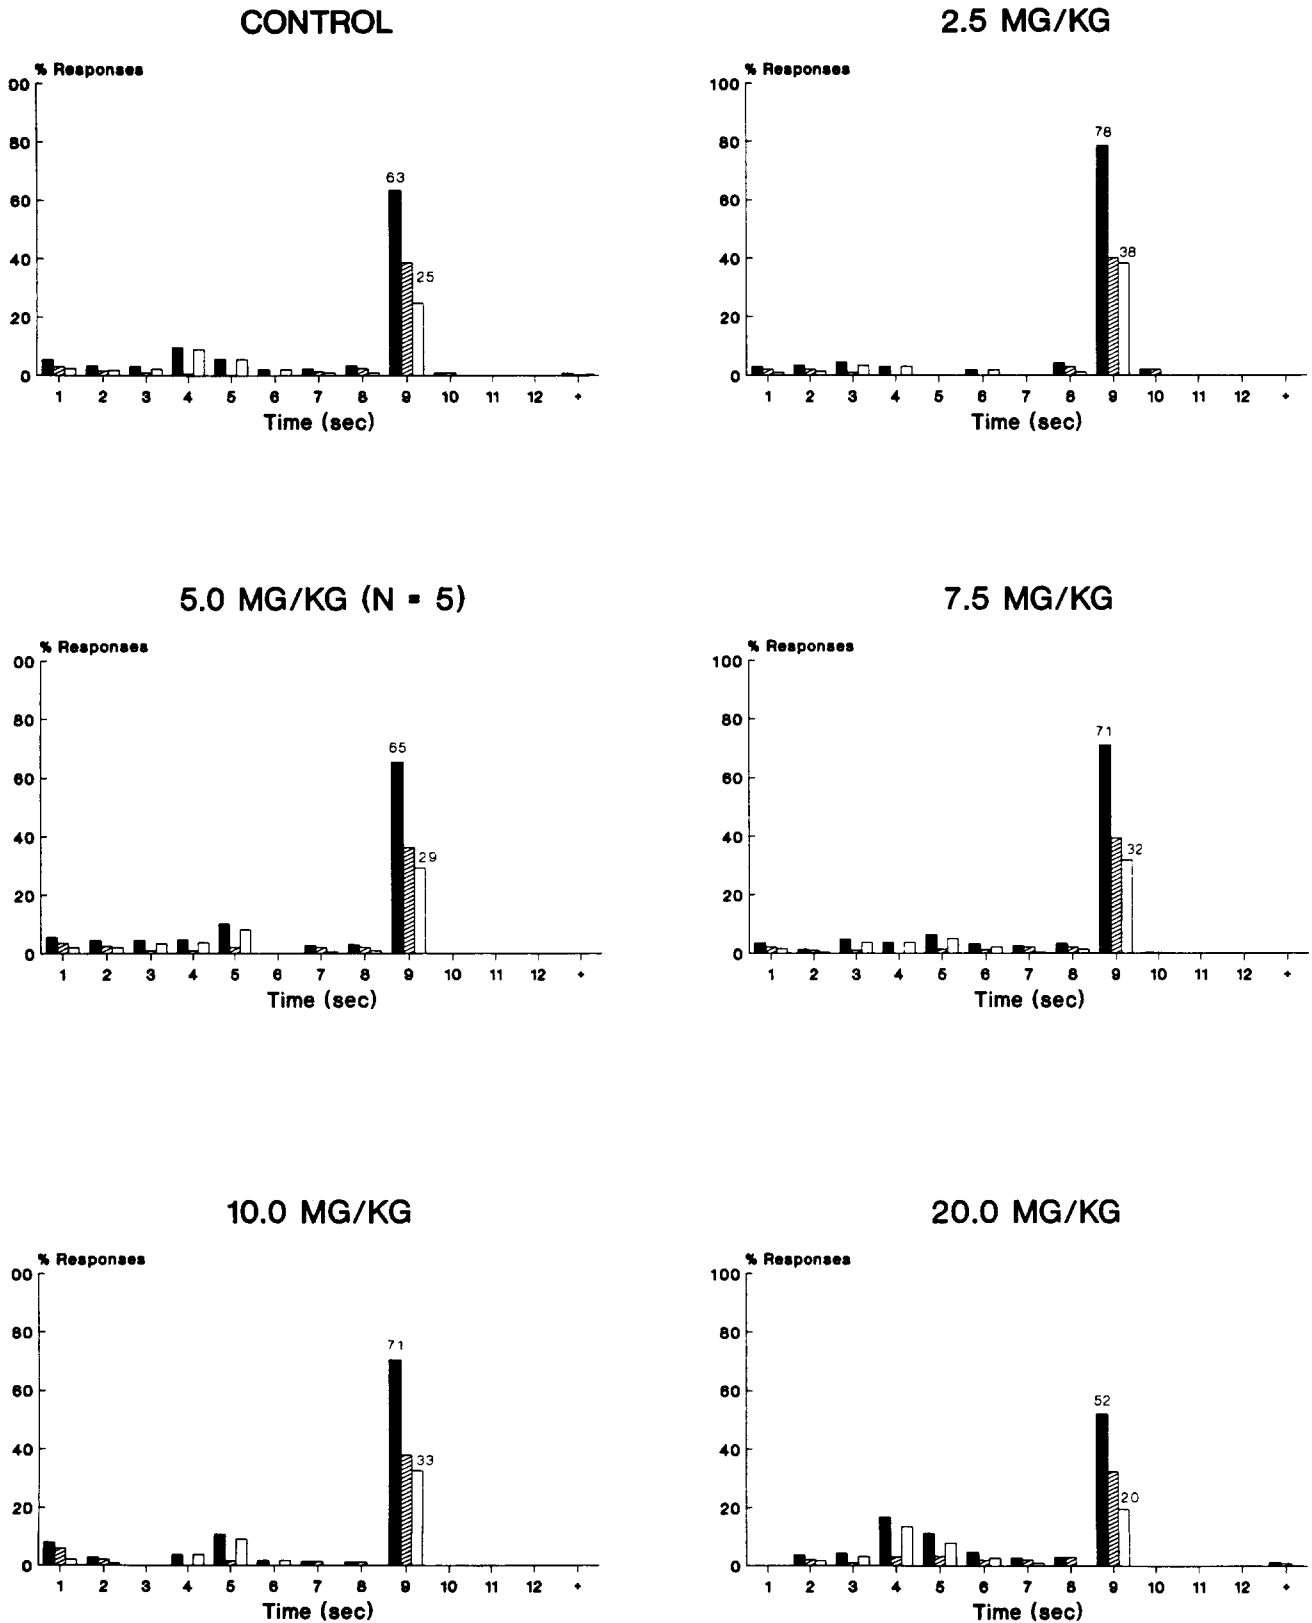 CONTROL
% Responses
00
80
60
40
20
0
63
25
1 2 3 4 5 6 7 8 9 10 11 12 +
Time (sec)
2.5 MG/KG
% Responses
100
80
60
40
20
0
78
38
1 2 3 4 5 6 7 8 9 10 11 12 +
Time (sec)
5.0 MG/KG (N = 5)
% Responses
00
80
60
40
20
0
65
29
1 2 3 4 5 6 7 8 9 10 11 12 +
Time (sec)
7.5 MG/KG
% Responses
100
80
60
40
20
0
71
32
1 2 3 4 5 6 7 8 9 10 11 12 +
Time (sec)
10.0 MG/KG
% Responses
00
80
60
40
20
0
71
33
1 2 3 4 5 6 7 8 9 10 11 12 +
Time (sec)
20.0 MG/KG
% Responses
100
80
60
40
20
0
52
20
1 2 3 4 5 6 7 8 9 10 11 12 +
Time (sec)